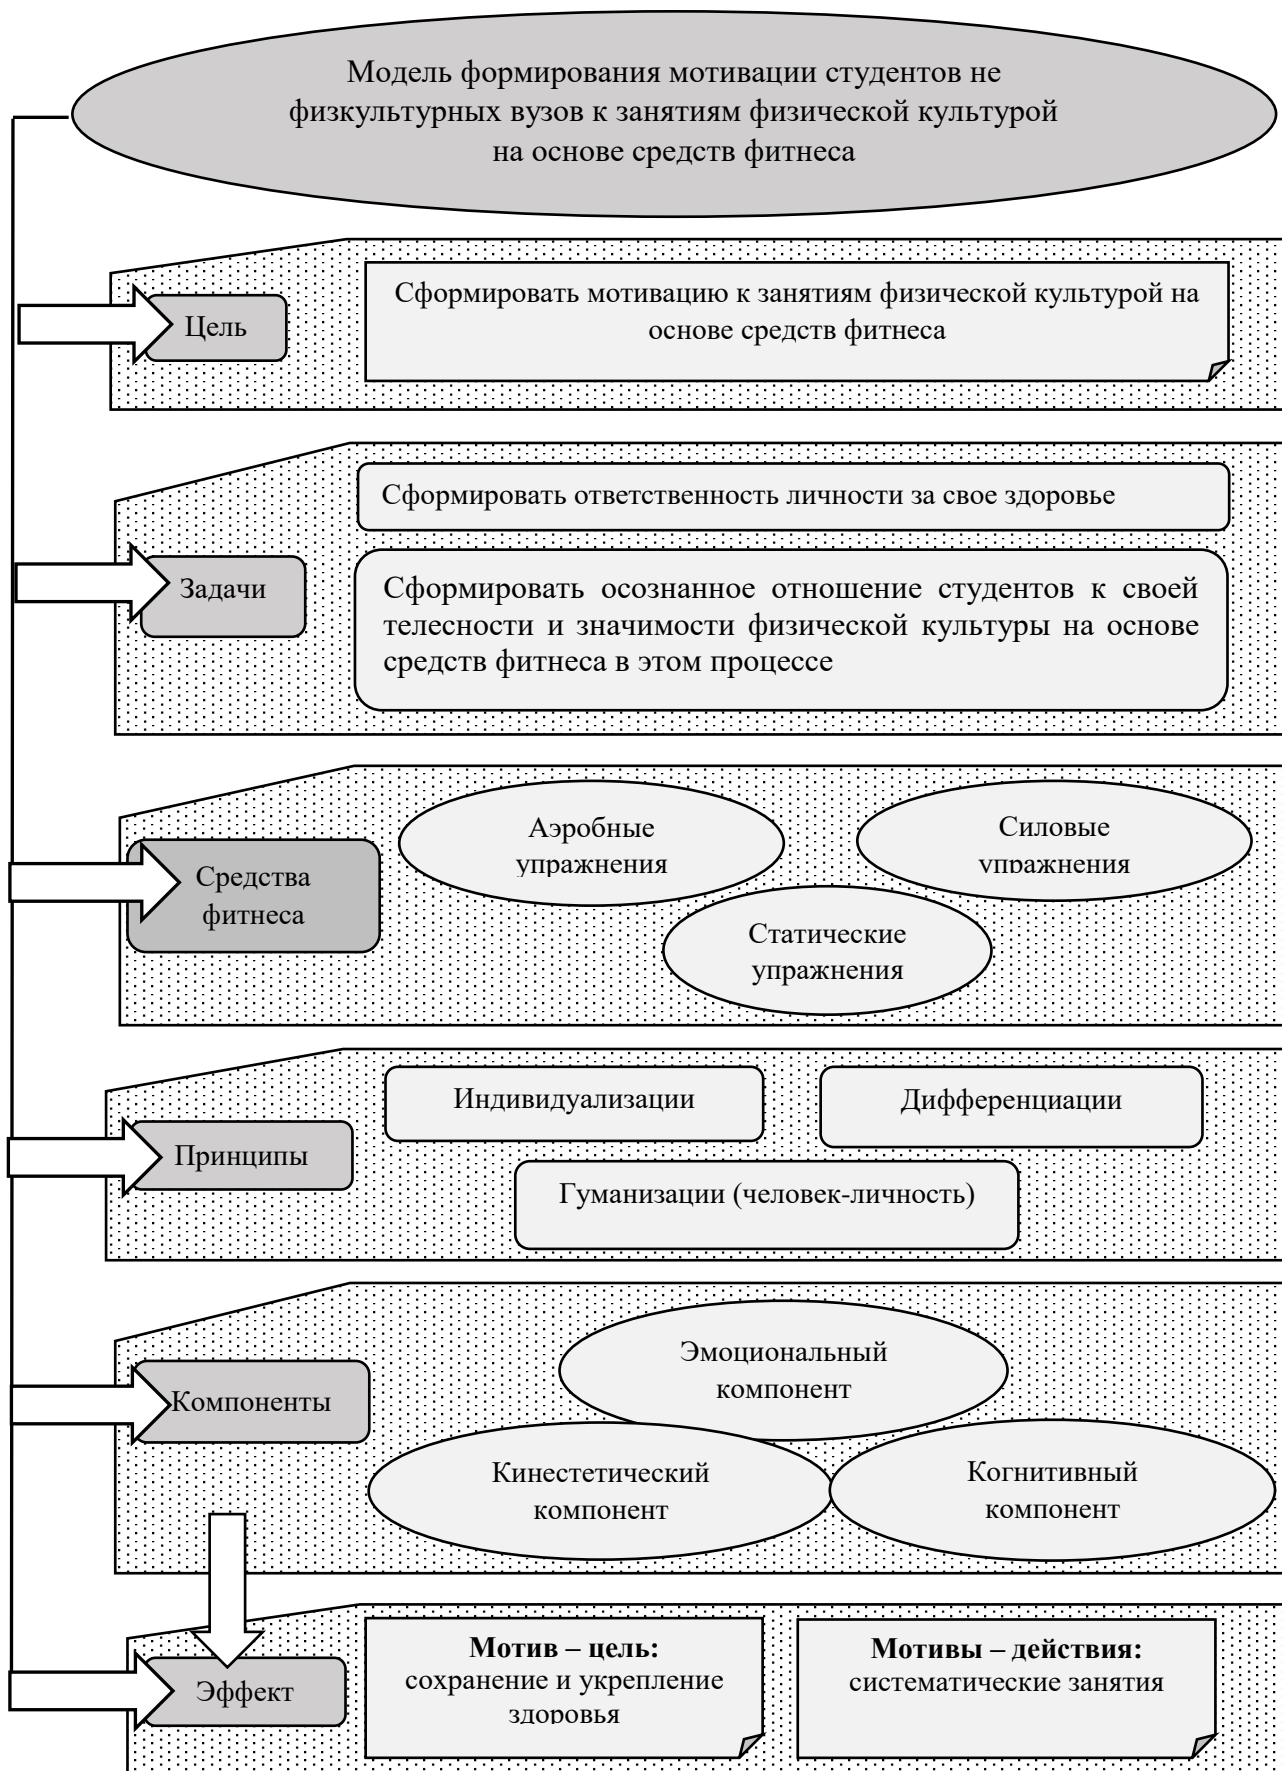 Модель формирования мотивации студентов не
физкультурных вузов к занятиям физической культурой
на основе средств фитнеса
Цель
Сформировать мотивацию к занятиям физической культурой на
основе средств фитнеса
Сформировать ответственность личности за свое здоровье
Задачи
Сформировать осознанное отношение студентов к своей
телесности и значимости физической культуры на основе
средств фитнеса в этом процессе
Средства
фитнеса
Аэробные
упражнения
Силовые
упражнения
Статические
упражнения
Принципы
Индивидуализации
Дифференциации
Гуманизации (человек-личность)
Компоненты
Эмоциональный
компонент
Кинестетический
компонент
Когнитивный
компонент
Эффект
Мотив – цель:
сохранение и укрепление
здоровья
Мотивы – действия:
систематические занятия